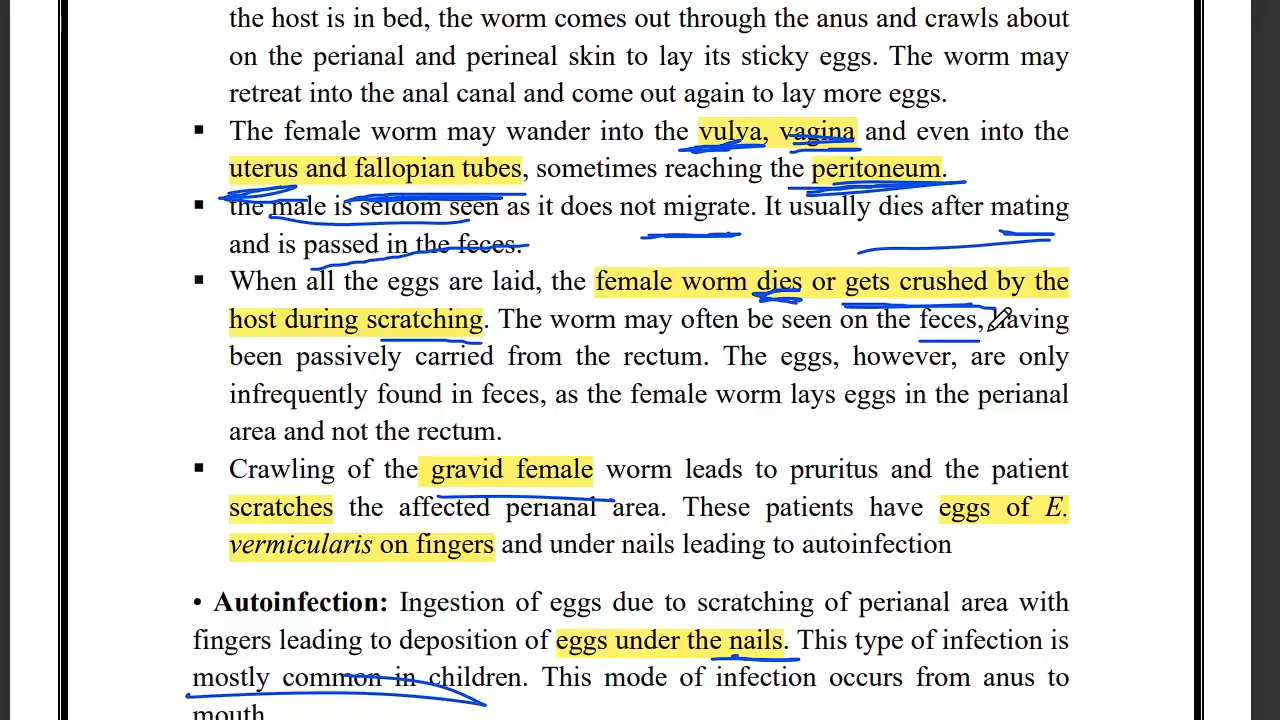 the host is in bed, the worm comes out through the anus and crawls about
on the perianal and perineal skin to lay its sticky eggs. The worm may
retreat into the anal canal and come out again to lay more eggs.
▪ The female worm may wander into the vulva, vagina and even into the
uterus and fallopian tubes, sometimes reaching the peritoneum.
▪ the male is seldom seen as it does not migrate. It usually dies after mating
and is passed in the feces.
▪ When all the eggs are laid, the female worm dies or gets crushed by the
host during scratching. The worm may often be seen on the feces, having
been passively carried from the rectum. The eggs, however, are only
infrequently found in feces, as the female worm lays eggs in the perianal
area and not the rectum.
▪ Crawling of the gravid female worm leads to pruritus and the patient
scratches the affected perianal area. These patients have eggs of E.
vermicularis on fingers and under nails leading to autoinfection
• Autoinfection: Ingestion of eggs due to scratching of perianal area with
fingers leading to deposition of eggs under the nails. This type of infection is
mostly common in children. This mode of infection occurs from anus to
mouth